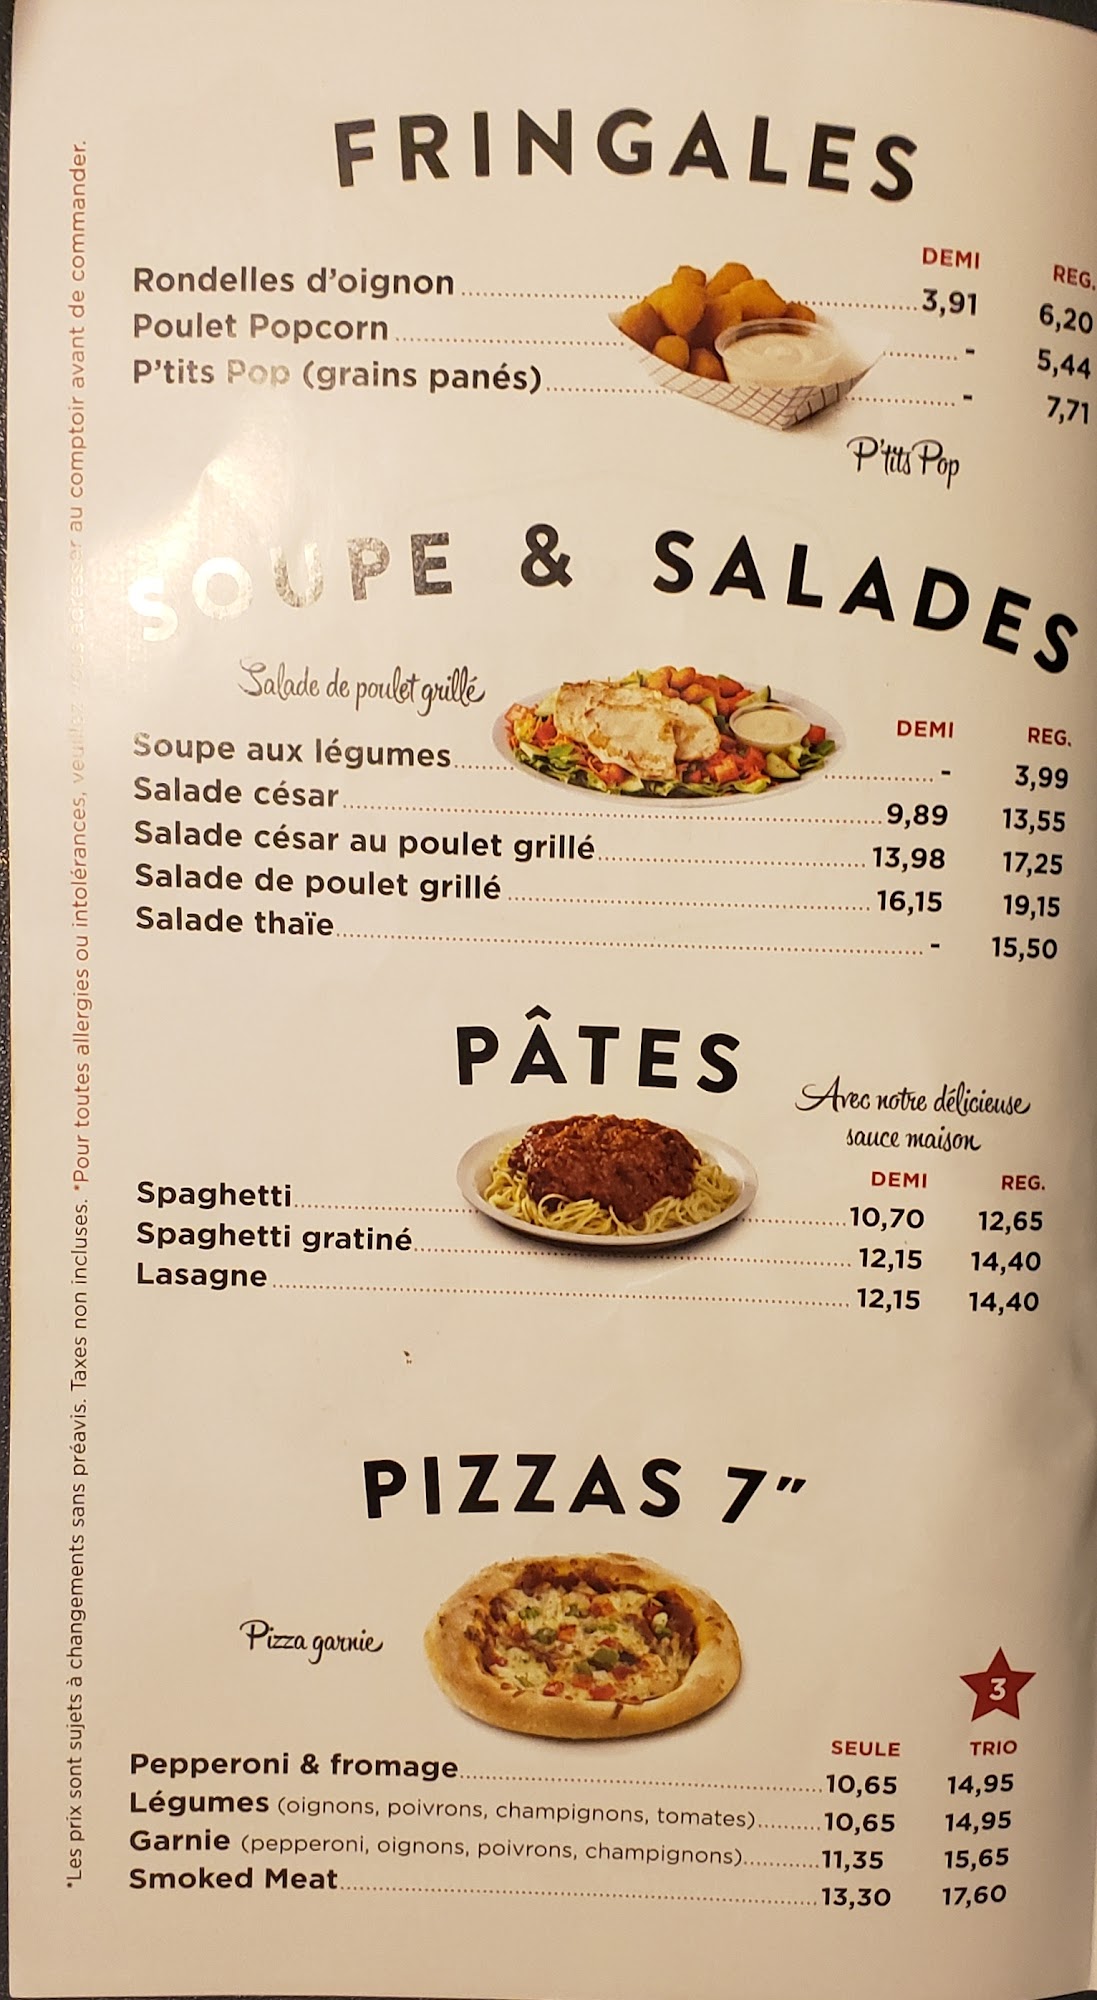 FRINGALES
DEMI REG.
Rondelles d'oignon 3,91 6,20
Poulet Popcorn - 5,44
P'tits Pop (grains panés) - 7,71
P'tits Pop
SOUPE & SALADES
Salade de poulet grillé
DEMI REG.
Soupe aux légumes - 3,99
Salade césar 9,89 13,55
Salade césar au poulet grillé 13,98 17,25
Salade de poulet grillé 16,15 19,15
Salade thaïe - 15,50
PÂTES
Avec notre délicieuse
sauce maison
DEMI REG.
Spaghetti 10,70 12,65
Spaghetti gratiné 12,15 14,40
Lasagne 12,15 14,40
PIZZAS 7"
Pizza garnie
3
SEULE TRIO
Pepperoni & fromage 10,65 14,95
Légumes (oignons, poivrons, champignons, tomates) 10,65 14,95
Garnie (pepperoni, oignons, poivrons, champignons) 11,35 15,65
Smoked Meat 13,30 17,60
*Les prix sont sujets à changements sans préavis. Taxes non incluses. *Pour toutes allergies ou intolérances, veuillez vous adresser au comptoir avant de commander.